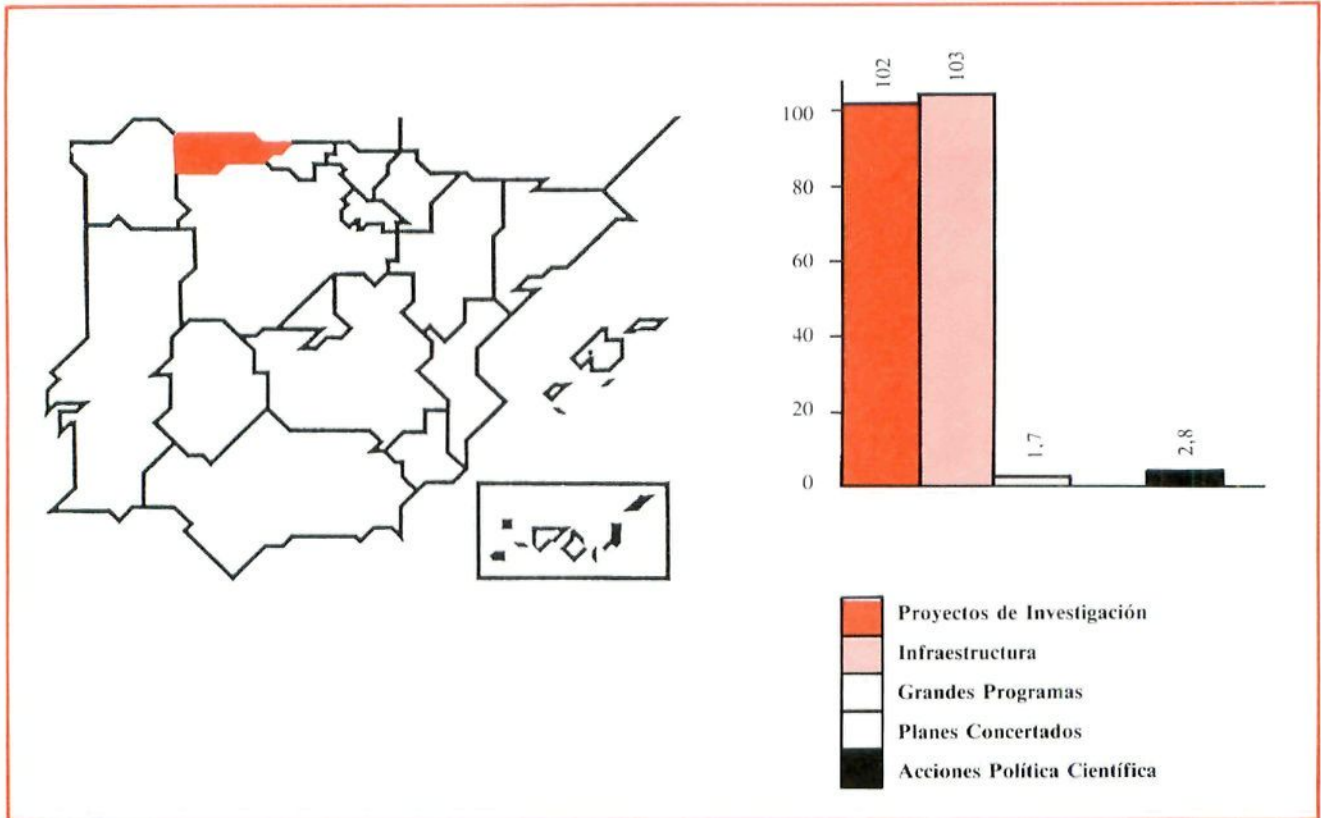 102
103
100
80
60
40
20
0
1,7
2,8
Proyectos de Investigación
Infraestructura
Grandes Programas
Planes Concertados
Acciones Política Científica